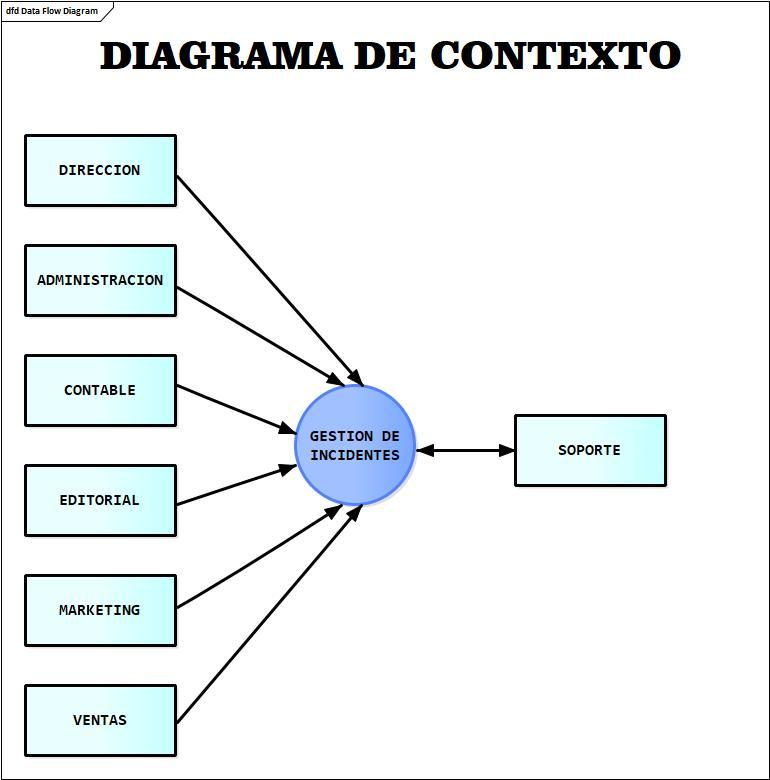 dfd Data Flow Diagram
DIAGRAMA DE CONTEXTO
DIRECCION
ADMINISTRACION
CONTABLE
GESTION DE
INCIDENTES
SOPORTE
EDITORIAL
MARKETING
VENTAS